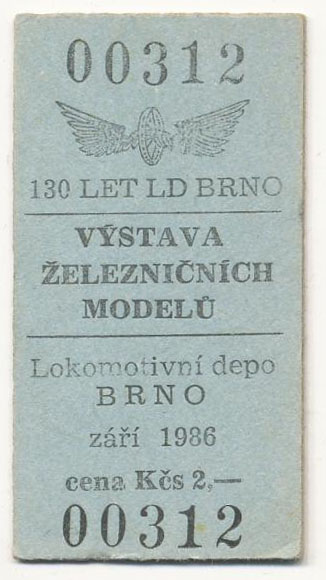 00312
130 LET LD BRNO
VÝSTAVA
ŽELEZNIČNÍCH
MODELŮ
Lokomotivní depo
BRNO
září 1986
cena Kčs 2,—
00312